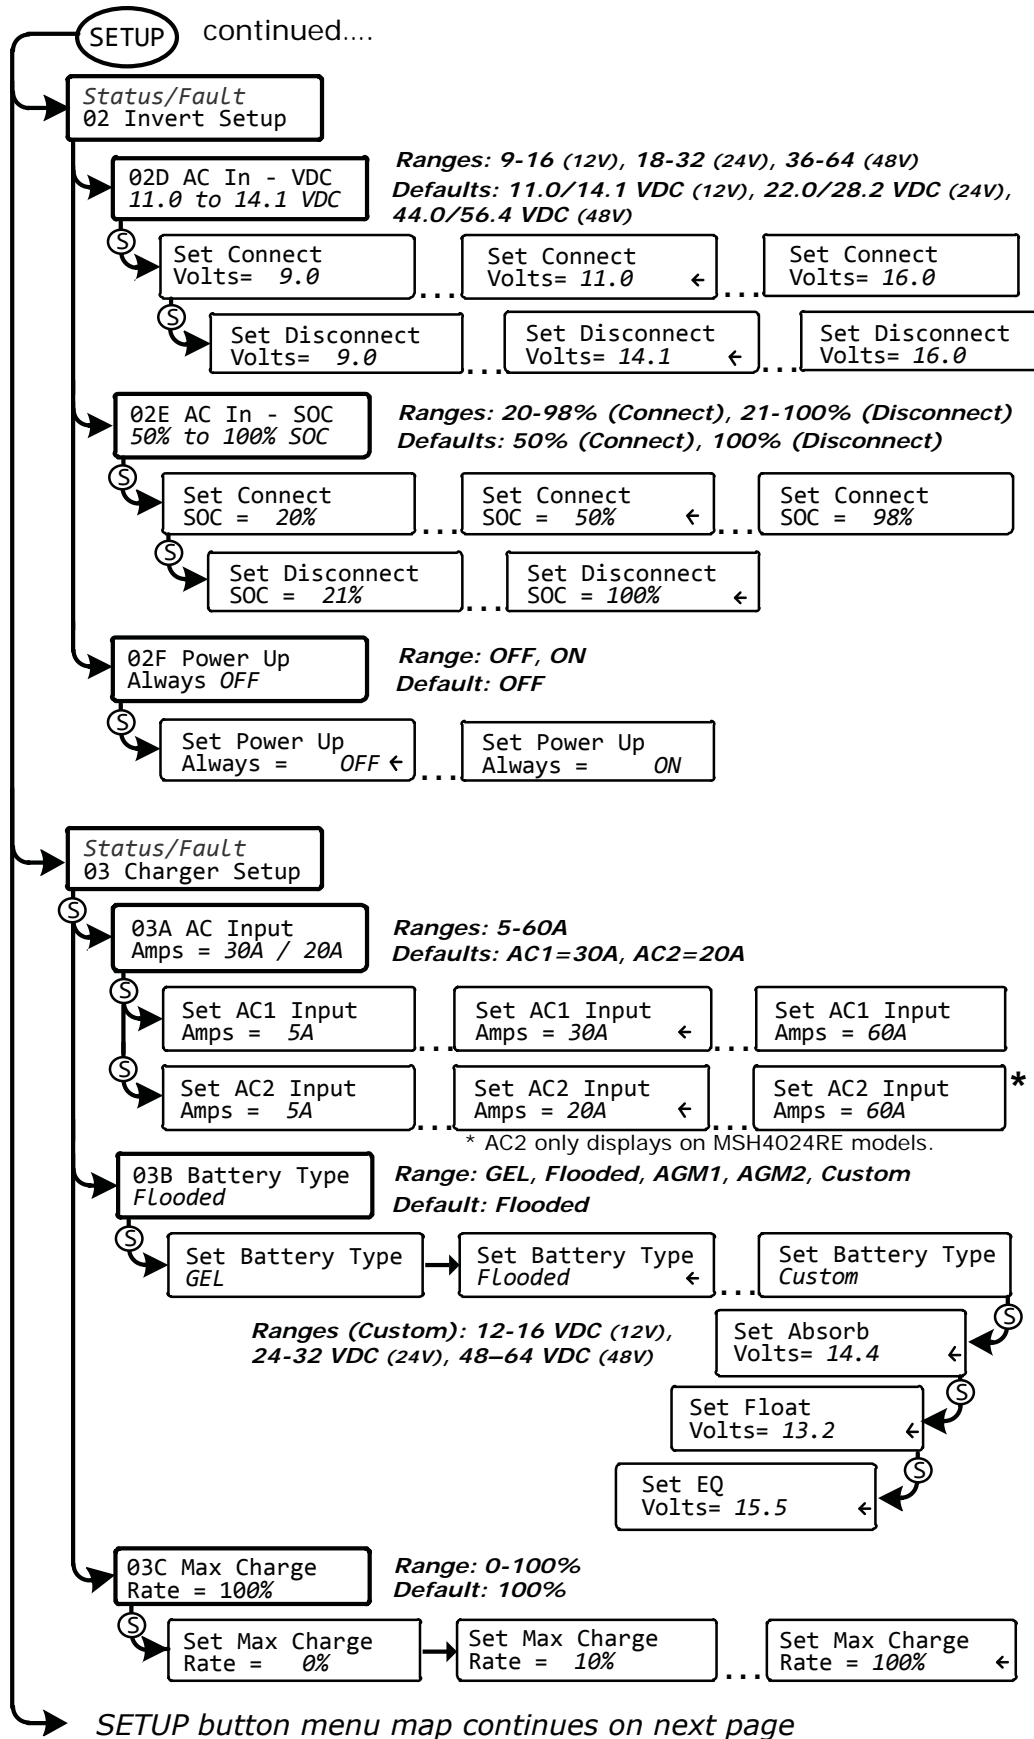 SETUP continued....
Status/Fault
02 Invert Setup
02D AC In - VDC
11.0 to 14.1 VDC
Ranges: 9-16 (12V), 18-32 (24V), 36-64 (48V)
Defaults: 11.0/14.1 VDC (12V), 22.0/28.2 VDC (24V),
44.0/56.4 VDC (48V)
S
Set Connect
Volts= 9.0
...
Set Connect
Volts= 11.0 ←
...
Set Connect
Volts= 16.0
S
Set Disconnect
Volts= 9.0
...
Set Disconnect
Volts= 14.1 ←
...
Set Disconnect
Volts= 16.0
02E AC In - SOC
50% to 100% SOC
Ranges: 20-98% (Connect), 21-100% (Disconnect)
Defaults: 50% (Connect), 100% (Disconnect)
S
Set Connect
SOC = 20%
...
Set Connect
SOC = 50% ←
...
Set Connect
SOC = 98%
S
Set Disconnect
SOC = 21%
...
Set Disconnect
SOC = 100% ←
02F Power Up
Always OFF
Range: OFF, ON
Default: OFF
S
Set Power Up
Always = OFF ←
...
Set Power Up
Always = ON
Status/Fault
03 Charger Setup
S
03A AC Input
Amps = 30A / 20A
Ranges: 5-60A
Defaults: AC1=30A, AC2=20A
S
Set AC1 Input
Amps = 5A
...
Set AC1 Input
Amps = 30A ←
...
Set AC1 Input
Amps = 60A
S
Set AC2 Input
Amps = 5A
...
Set AC2 Input
Amps = 20A ←
...
Set AC2 Input
Amps = 60A
*
* AC2 only displays on MSH4024RE models.
03B Battery Type
Flooded
Range: GEL, Flooded, AGM1, AGM2, Custom
Default: Flooded
S
Set Battery Type
GEL
Set Battery Type
Flooded ←
...
Set Battery Type
Custom
S
Ranges (Custom): 12-16 VDC (12V),
24-32 VDC (24V), 48–64 VDC (48V)
Set Absorb
Volts= 14.4 ←
S
Set Float
Volts= 13.2 ←
S
Set EQ
Volts= 15.5 ←
03C Max Charge
Rate = 100%
Range: 0-100%
Default: 100%
S
Set Max Charge
Rate = 0%
Set Max Charge
Rate = 10%
...
Set Max Charge
Rate = 100% ←
SETUP button menu map continues on next page